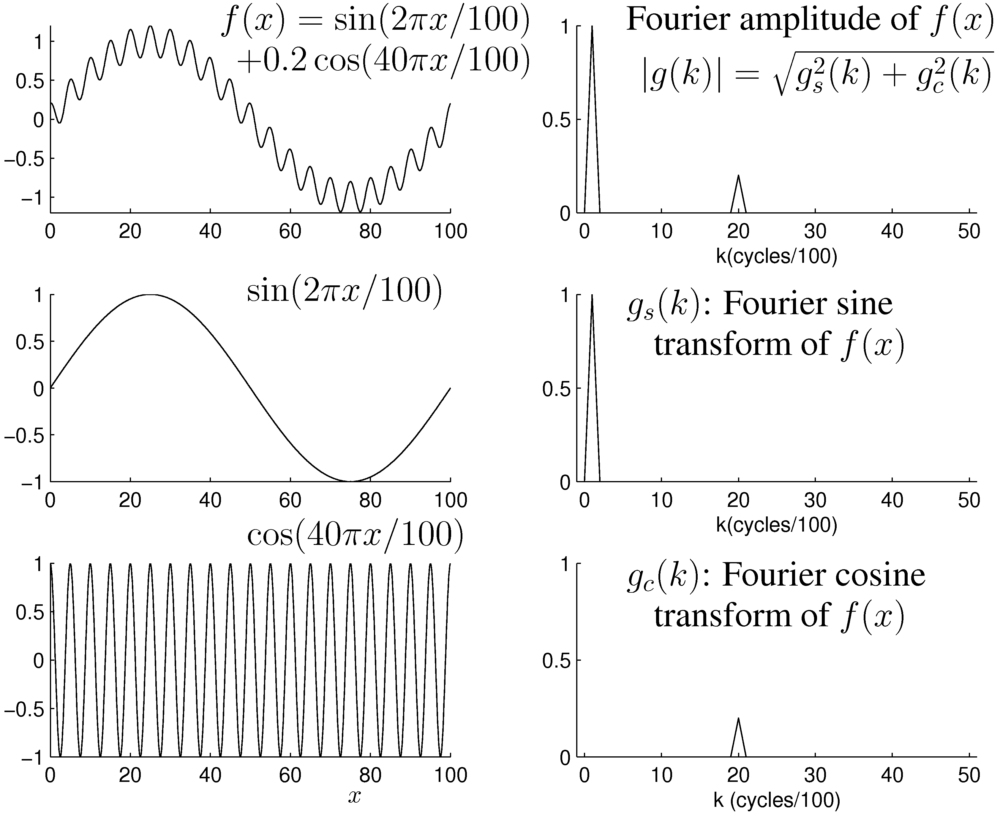 f(x) = sin(2πx/100)
+0.2 cos(40πx/100)
1
0.5
0
−0.5
−1
0 20 40 60 80 100
Fourier amplitude of f(x)
|g(k)| = √(g_s^2(k) + g_c^2(k))
1
0.5
0
0 10 20 30 40 50
k(cycles/100)
sin(2πx/100)
1
0.5
0
−0.5
−1
0 20 40 60 80 100
g_s(k): Fourier sine
transform of f(x)
1
0.5
0
0 10 20 30 40 50
k(cycles/100)
cos(40πx/100)
1
0.5
0
−0.5
−1
0 20 40 60 80 100
x
g_c(k): Fourier cosine
transform of f(x)
1
0.5
0
0 10 20 30 40 50
k (cycles/100)